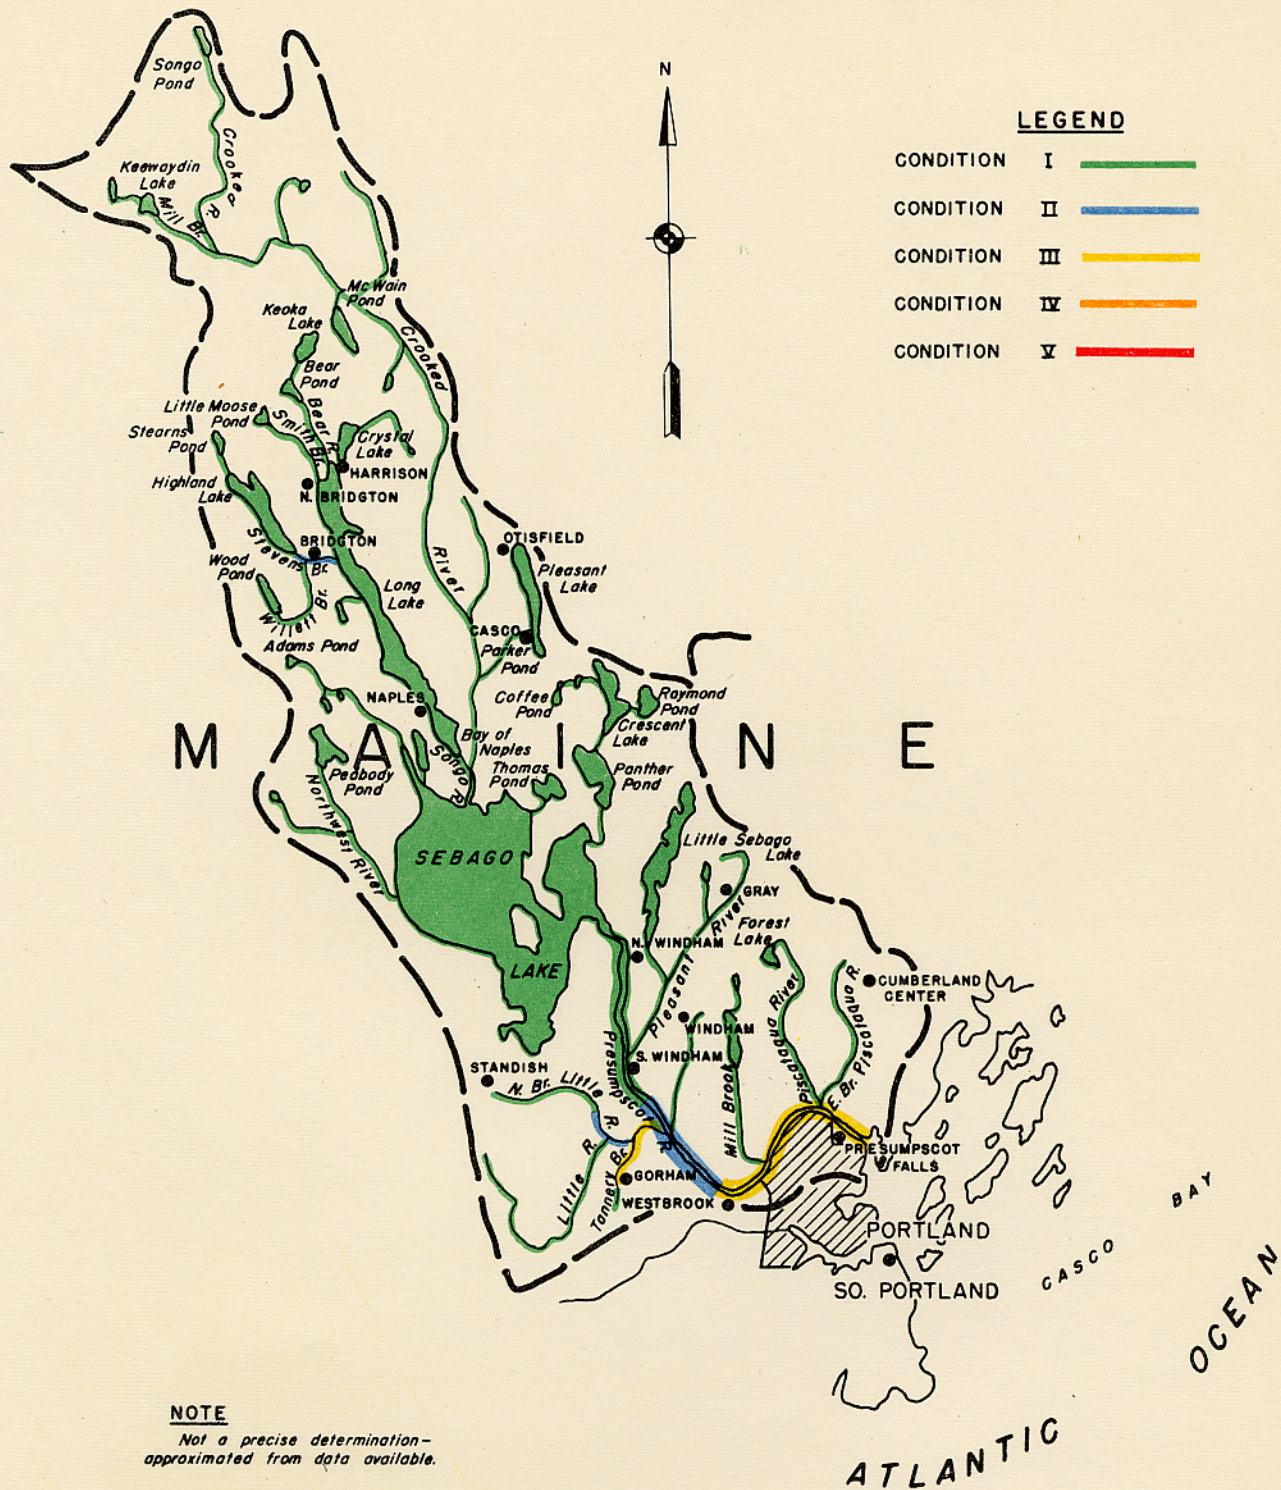 N
LEGEND
CONDITION I
CONDITION II
CONDITION III
CONDITION IV
CONDITION V
Songo
Pond
Crooked
R.
Keewaydin
Lake
Mill Br.
McWain
Pond
Keoka
Lake
Crooked
Bear
Pond
Bear R.
Little Moose
Pond
Smith Br.
Stearns
Pond
Crystal
Lake
HARRISON
Highland
Lake
N. BRIDGTON
BRIDGTON
Stevens Br.
Wood
Pond
Willett Br.
OTISFIELD
River
Pleasant
Lake
Long
Lake
CASCO
Parker
Pond
Adams Pond
NAPLES
Coffee
Pond
Raymond
Pond
Crescent
Lake
MAINE
Bay of
Naples
Songo R.
Thomas
Pond
Panther
Pond
Peabody
Pond
Northwest River
SEBAGO
LAKE
Little Sebago
Lake
GRAY
Pleasant River
Forest
Lake
N. WINDHAM
CUMBERLAND
CENTER
Piscataqua River
E. Br. Piscataqua R.
WINDHAM
S. WINDHAM
Presumpscot R.
Mill Brook
STANDISH
N. Br. Little R.
Little R.
Tannery Br.
GORHAM
WESTBROOK
PRESUMPSCOT
FALLS
PORTLAND
SO. PORTLAND
CASCO BAY
ATLANTIC OCEAN
NOTE
Not a precise determination–
approximated from data available.